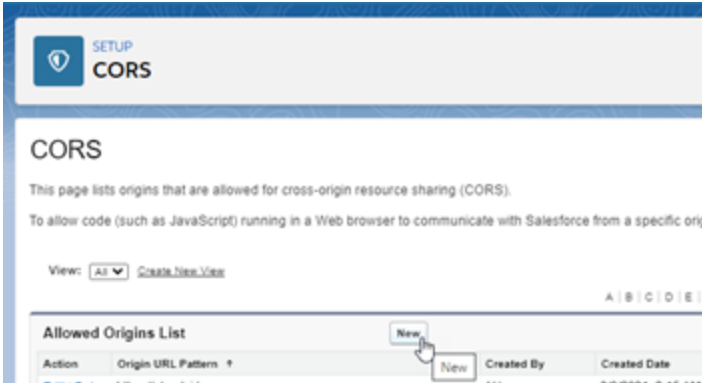 SETUP
CORS
CORS
This page lists origins that are allowed for cross-origin resource sharing (CORS).
To allow code (such as JavaScript) running in a Web browser to communicate with Salesforce from a specific
View: All Create New View
A | B | C | D | E |
Allowed Origins List New
New
Action Origin URL Pattern ↑ Created By Created Date